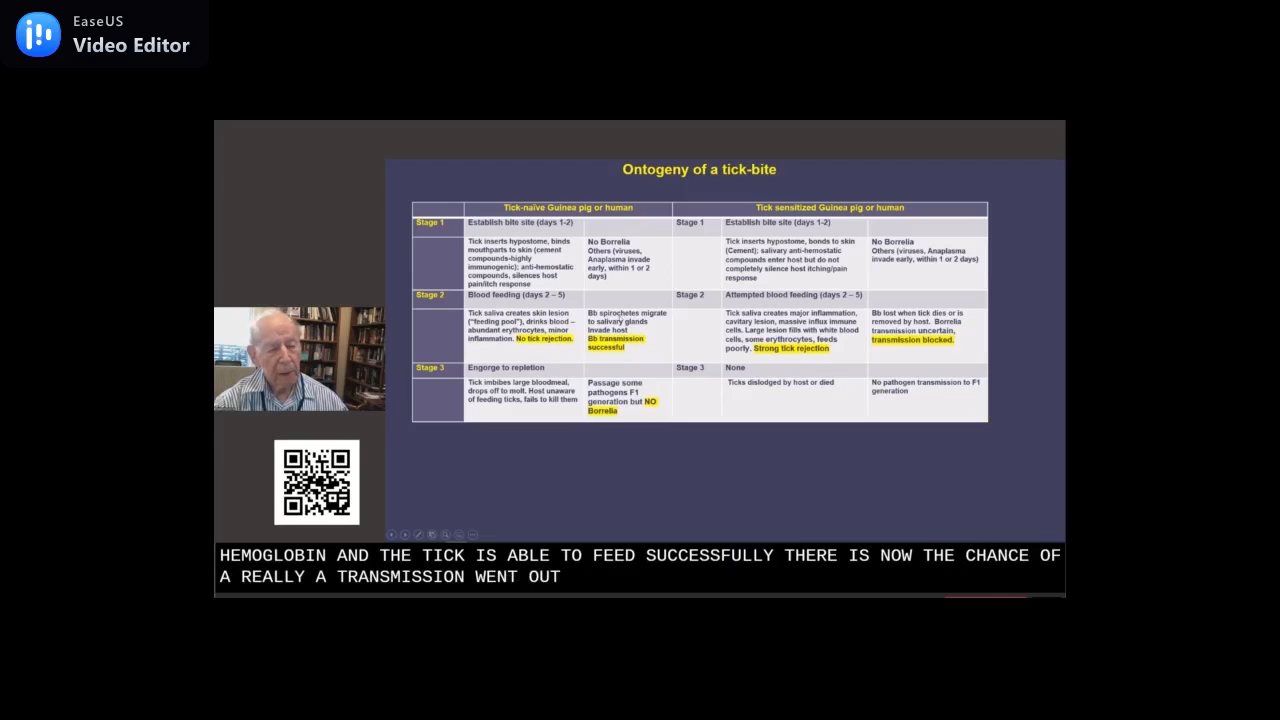 EaseUS
Video Editor
Ontogeny of a tick-bite
Tick-naïve Guinea pig or human
Tick sensitized Guinea pig or human
Stage 1
Establish bite site (days 1-2)
Stage 1
Establish bite site (days 1-2)
Tick inserts hypostome, binds
mouthparts to skin (cement
compounds-highly
immunogenic); anti-hemostatic
compounds, silences host
pain/itch response
No Borrelia
Others (viruses,
Anaplasma invade
early, within 1 or 2
days)
Tick inserts hypostome, bonds to skin
(Cement); salivary anti-hemostatic
compounds enter host but do not
completely silence host itching/pain
response
No Borrelia
Others (viruses, Anaplasma
invade early, within 1 or 2 days)
Stage 2
Blood feeding (days 2 – 5)
Stage 2
Attempted blood feeding (days 2 – 5)
Tick saliva creates skin lesion
("feeding pool"), drinks blood –
abundant erythrocytes, minor
inflammation. No tick rejection.
Bb spirochetes migrate
to salivary glands
Invade host
Bb transmission
successful
Tick saliva creates major inflammation,
cavitary lesion, massive influx immune
cells. Large lesion fills with white blood
cells, some erythrocytes, feeds
poorly. Strong tick rejection
Bb lost when tick dies or is
removed by host. Borrelia
transmission uncertain,
transmission blocked.
Stage 3
Engorge to repletion
Stage 3
None
Tick imbibes large bloodmeal,
drops off to molt. Host unaware
of feeding ticks, fails to kill them
Passage some
pathogens F1
generation but NO
Borrelia
Ticks dislodged by host or died
No pathogen transmission to F1
generation
HEMOGLOBIN AND THE TICK IS ABLE TO FEED SUCCESSFULLY THERE IS NOW THE CHANCE OF
A REALLY A TRANSMISSION WENT OUT